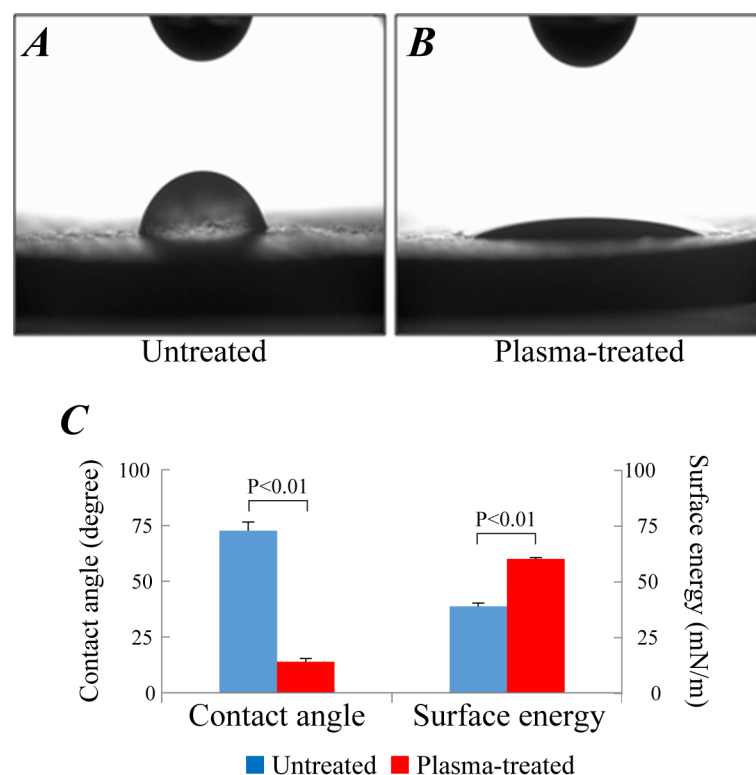 A
B
Untreated
Plasma-treated
C
Contact angle (degree)
100
75
50
25
0
P<0.01
P<0.01
100
75
50
25
0
Surface energy (mN/m)
Contact angle
Surface energy
Untreated
Plasma-treated